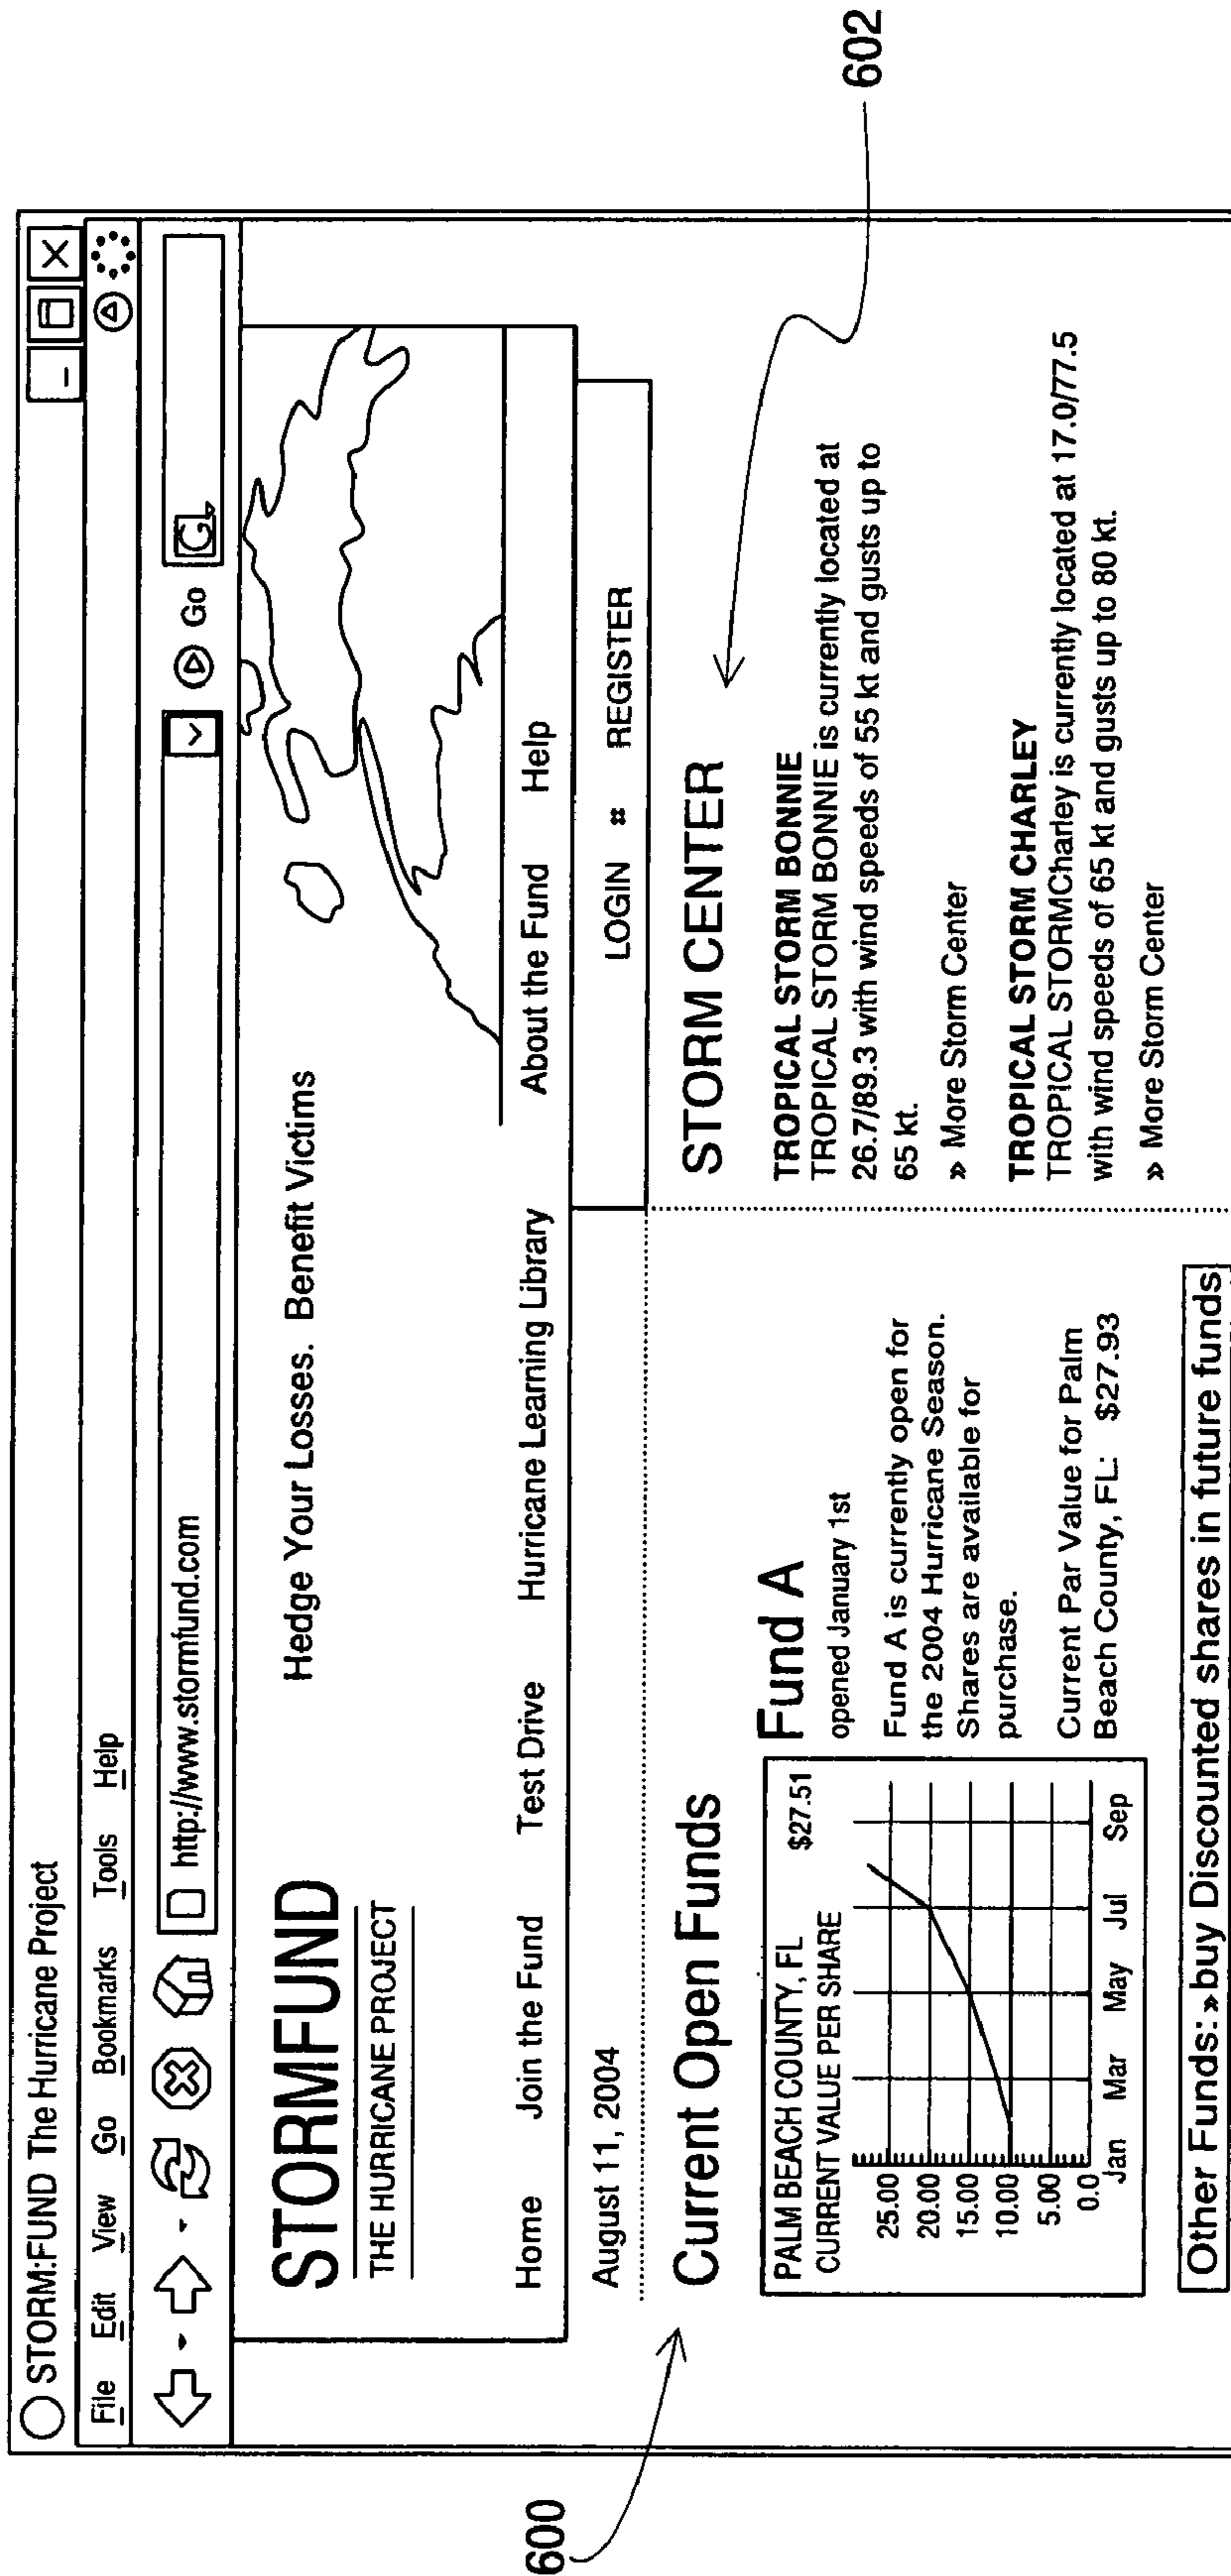 STORM:FUND The Hurricane Project
File Edit View Go Bookmarks Tools Help
http://www.stormfund.com Go G
STORMFUND
THE HURRICANE PROJECT
Hedge Your Losses. Benefit Victims
Home Join the Fund Test Drive Hurricane Learning Library About the Fund Help
August 11, 2004
LOGIN :: REGISTER
600
Current Open Funds
PALM BEACH COUNTY, FL $27.51
CURRENT VALUE PER SHARE
25.00
20.00
15.00
10.00
5.00
0.0
Jan Mar May Jul Sep
Fund A
opened January 1st
Fund A is currently open for
the 2004 Hurricane Season.
Shares are available for
purchase.
Current Par Value for Palm
Beach County, FL: $27.93
Other Funds: » buy Discounted shares in future funds
602
STORM CENTER
TROPICAL STORM BONNIE
TROPICAL STORM BONNIE is currently located at
26.7/89.3 with wind speeds of 55 kt and gusts up to
65 kt.
» More Storm Center
TROPICAL STORM CHARLEY
TROPICAL STORMCharley is currently located at 17.0/77.5
with wind speeds of 65 kt and gusts up to 80 kt.
» More Storm Center